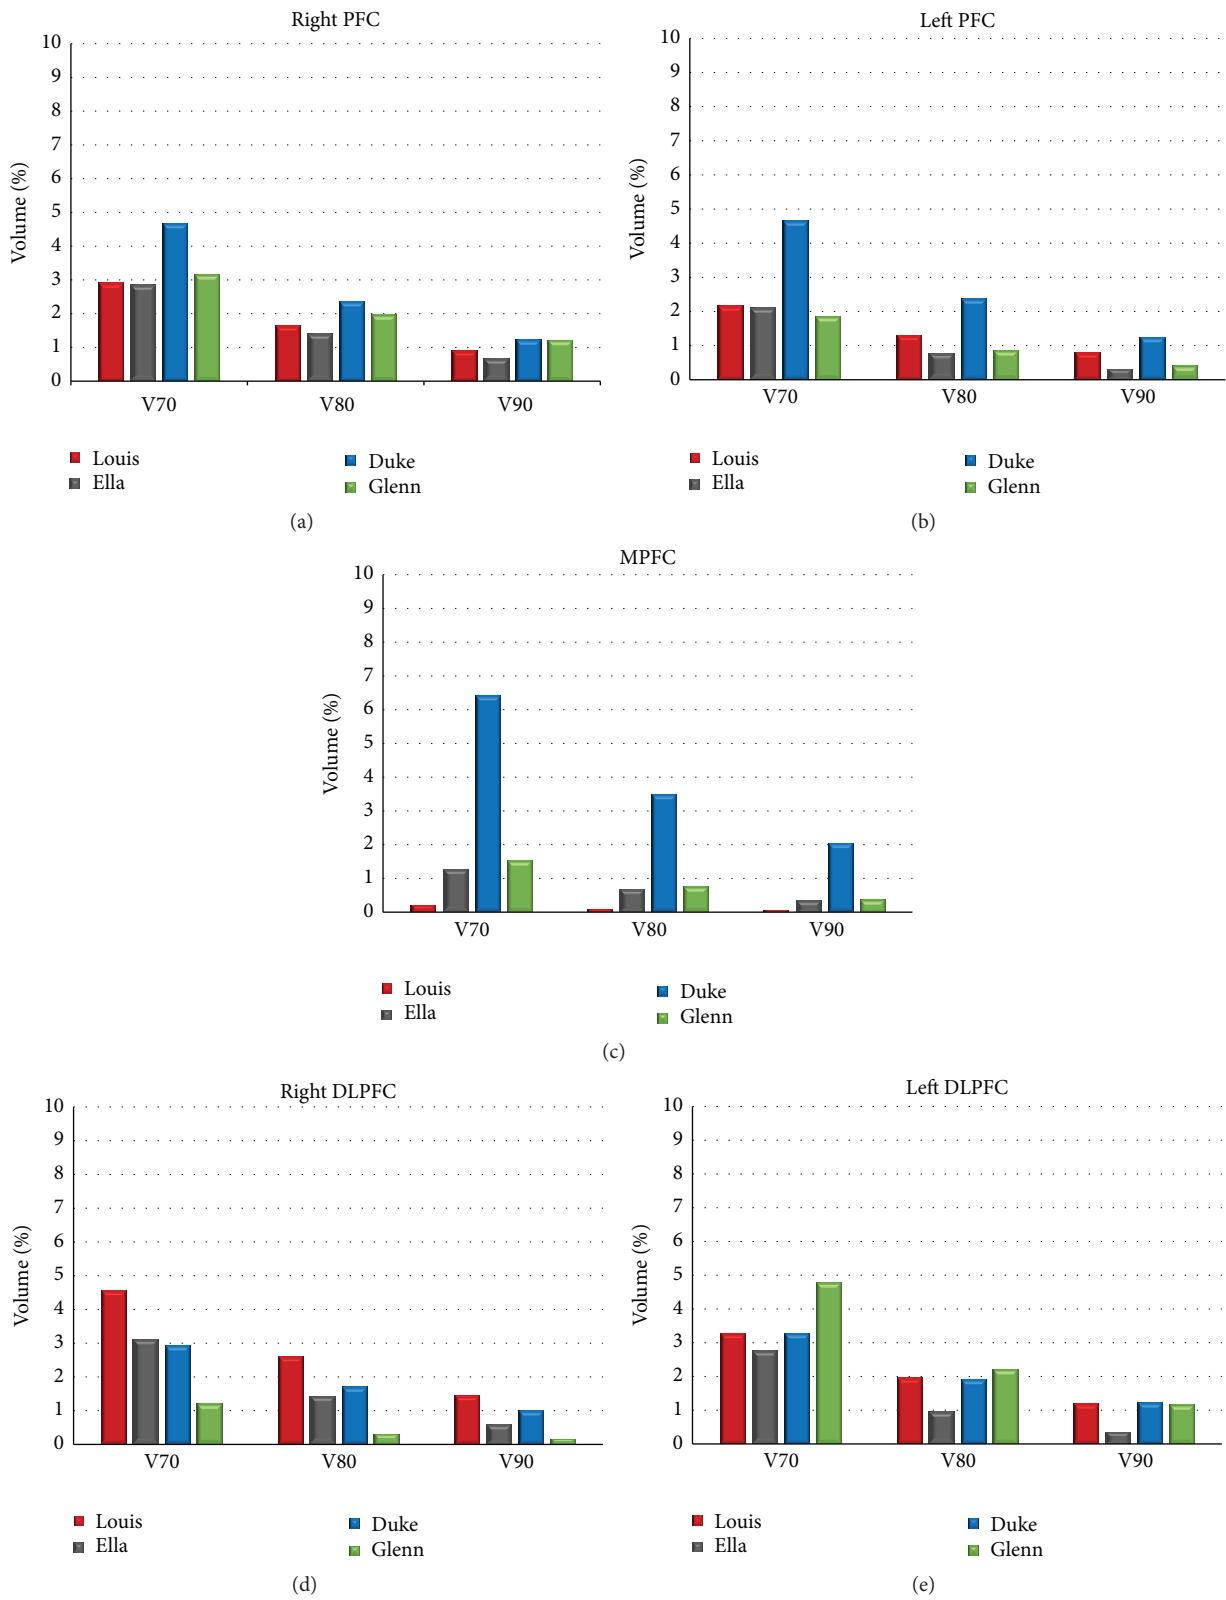 Right PFC
10
9
8
7
6
5
4
3
2
1
0
Volume (%)
V70 V80 V90
Louis Duke
Ella Glenn
(a)
Left PFC
10
9
8
7
6
5
4
3
2
1
0
Volume (%)
V70 V80 V90
Louis Duke
Ella Glenn
(b)
MPFC
10
9
8
7
6
5
4
3
2
1
0
Volume (%)
V70 V80 V90
Louis Duke
Ella Glenn
(c)
Right DLPFC
10
9
8
7
6
5
4
3
2
1
0
Volume (%)
V70 V80 V90
Louis Duke
Ella Glenn
(d)
Left DLPFC
10
9
8
7
6
5
4
3
2
1
0
Volume (%)
V70 V80 V90
Louis Duke
Ella Glenn
(e)